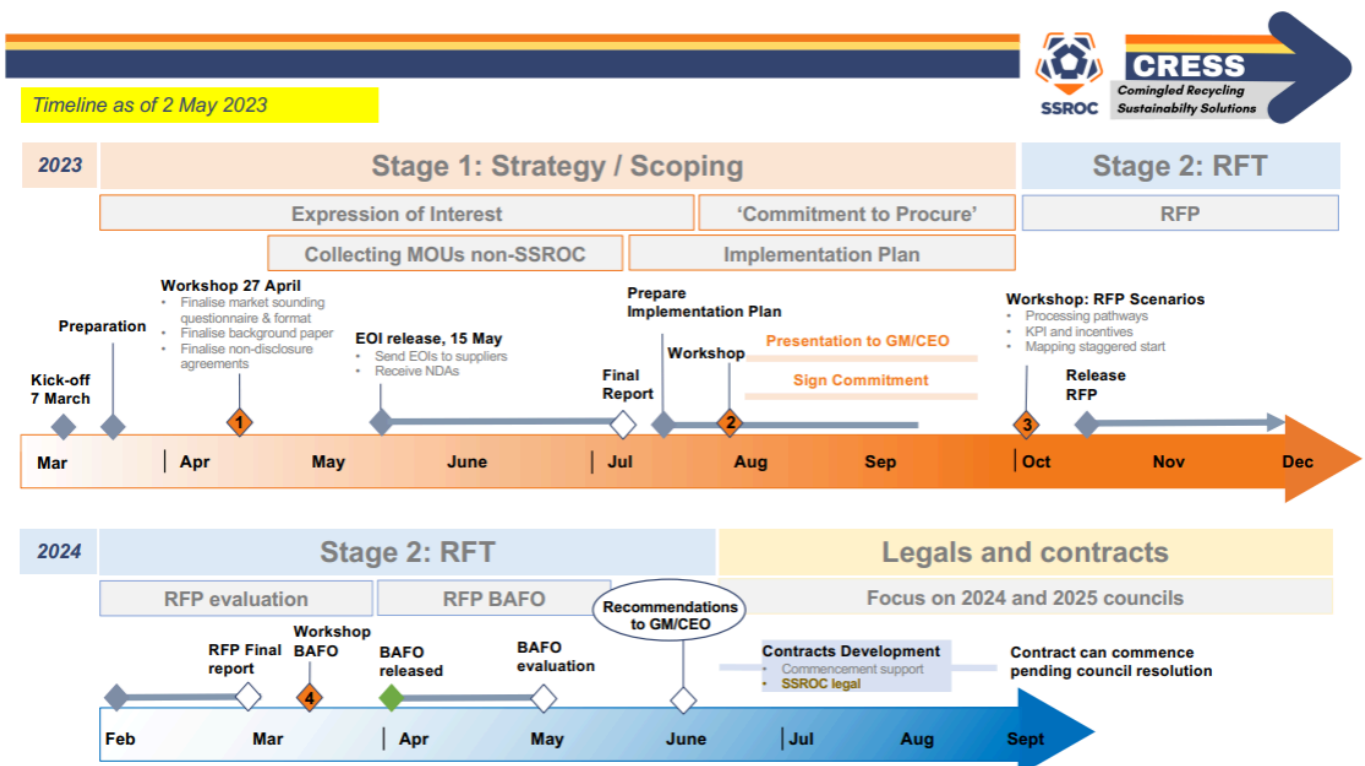 SSROC
CRESS
Comingled Recycling
Sustainabilty Solutions
Timeline as of 2 May 2023
2023
Stage 1: Strategy / Scoping
Stage 2: RFT
Expression of Interest
'Commitment to Procure'
RFP
Collecting MOUs non-SSROC
Implementation Plan
Kick-off
7 March
Preparation
Workshop 27 April
• Finalise market sounding
questionnaire & format
• Finalise background paper
• Finalise non-disclosure
agreements
1
EOI release, 15 May
• Send EOIs to suppliers
• Receive NDAs
Final
Report
Prepare
Implementation Plan
Workshop
2
Presentation to GM/CEO
Sign Commitment
Workshop: RFP Scenarios
• Processing pathways
• KPI and incentives
• Mapping staggered start
3
Release
RFP
Mar | Apr May June | Jul Aug Sep | Oct Nov Dec
2024
Stage 2: RFT
Legals and contracts
RFP evaluation
RFP BAFO
Focus on 2024 and 2025 councils
RFP Final
report
Workshop
BAFO
4
BAFO
released
BAFO
evaluation
Recommendations
to GM/CEO
Contracts Development
• Commencement support
• SSROC legal
Contract can commence
pending council resolution
Feb Mar | Apr May June | Jul Aug Sept